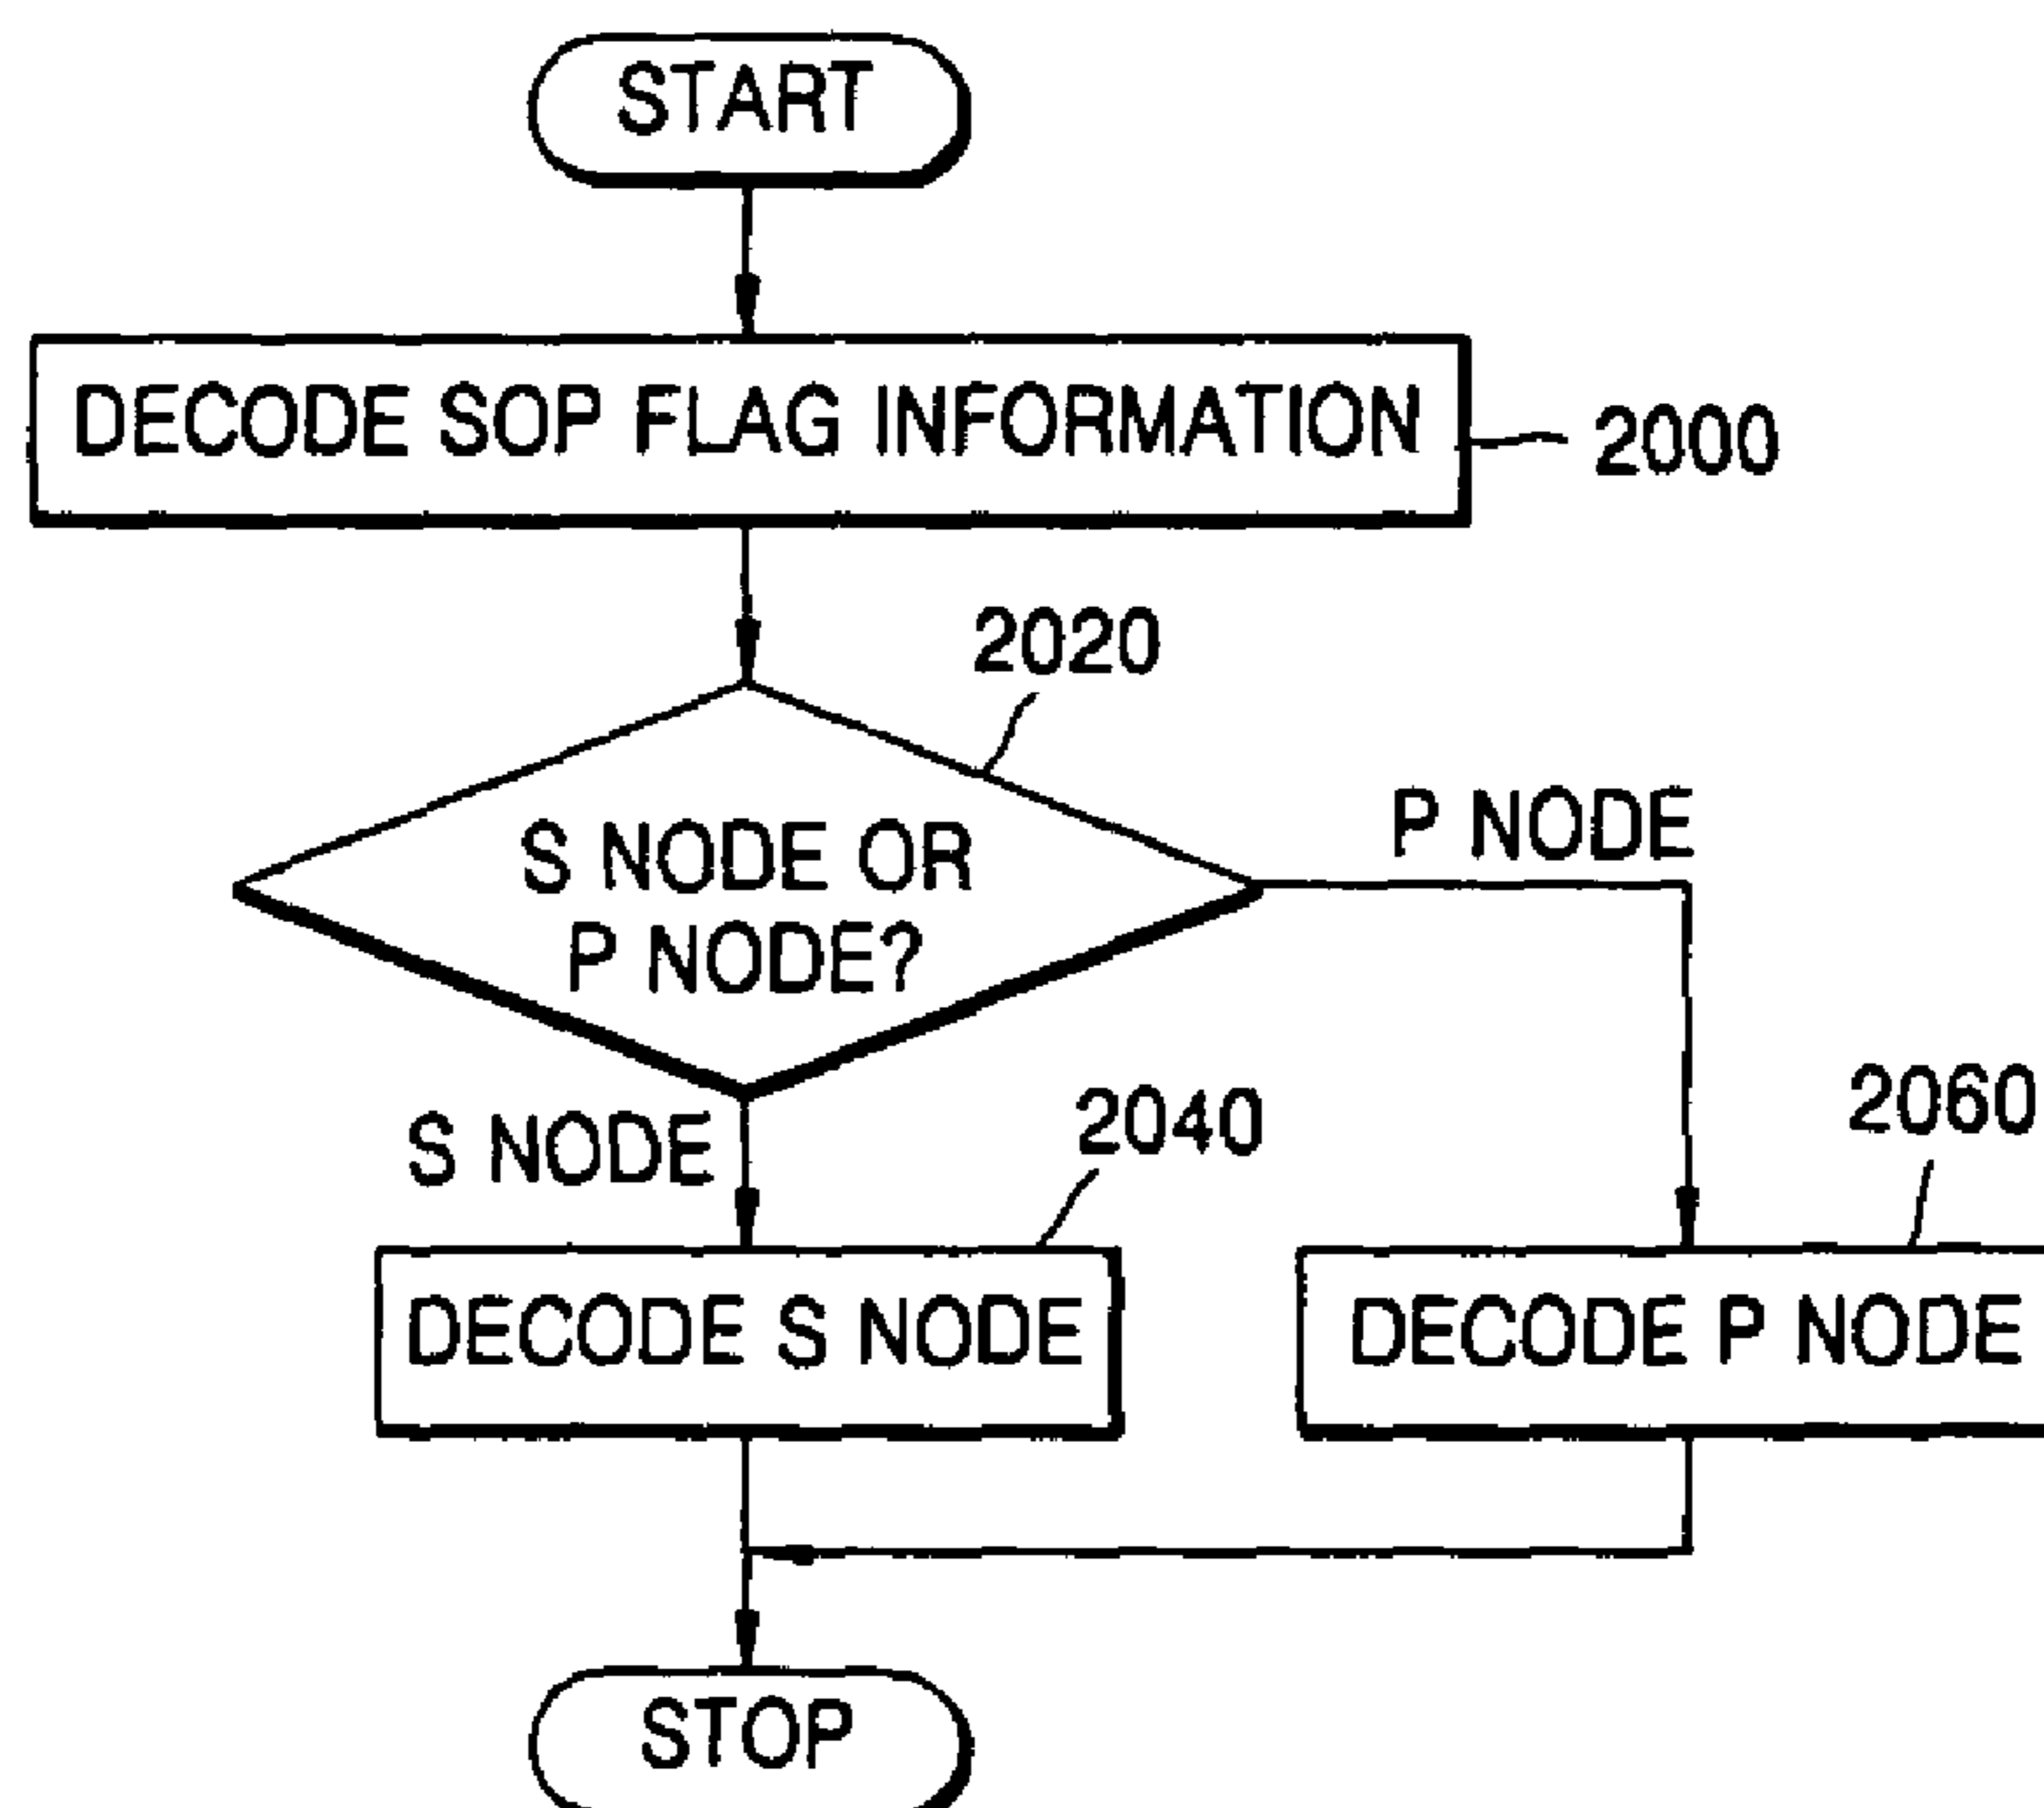 START
DECODE SOP FLAG INFORMATION
2000
2020
S NODE OR
P NODE?
P NODE
S NODE
2040
2060
DECODE S NODE
DECODE P NODE
STOP